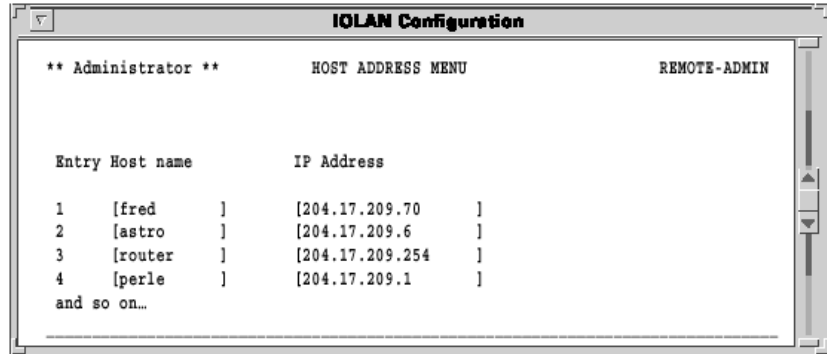 IOLAN Configuration
** Administrator ** HOST ADDRESS MENU REMOTE-ADMIN
Entry Host name IP Address
1 [fred ] [204.17.209.70 ]
2 [astro ] [204.17.209.6 ]
3 [router ] [204.17.209.254 ]
4 [perle ] [204.17.209.1 ]
and so on…